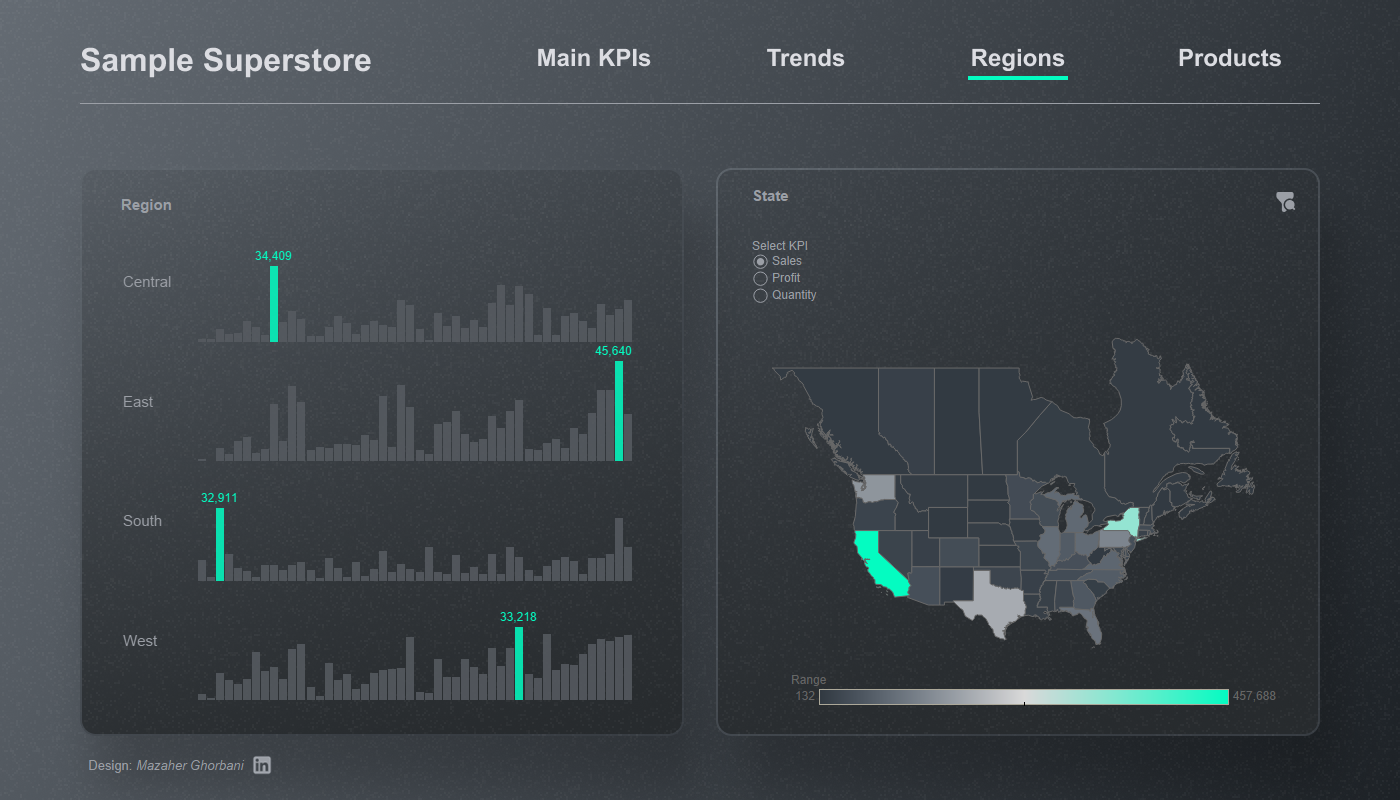 Sample Superstore
Main KPIs
Trends
Regions
Products
Region
Central
34,409
East
45,640
South
32,911
West
33,218
State
Select KPI
Sales
Profit
Quantity
Range
132
457,688
Design: Mazaher Ghorbani
in